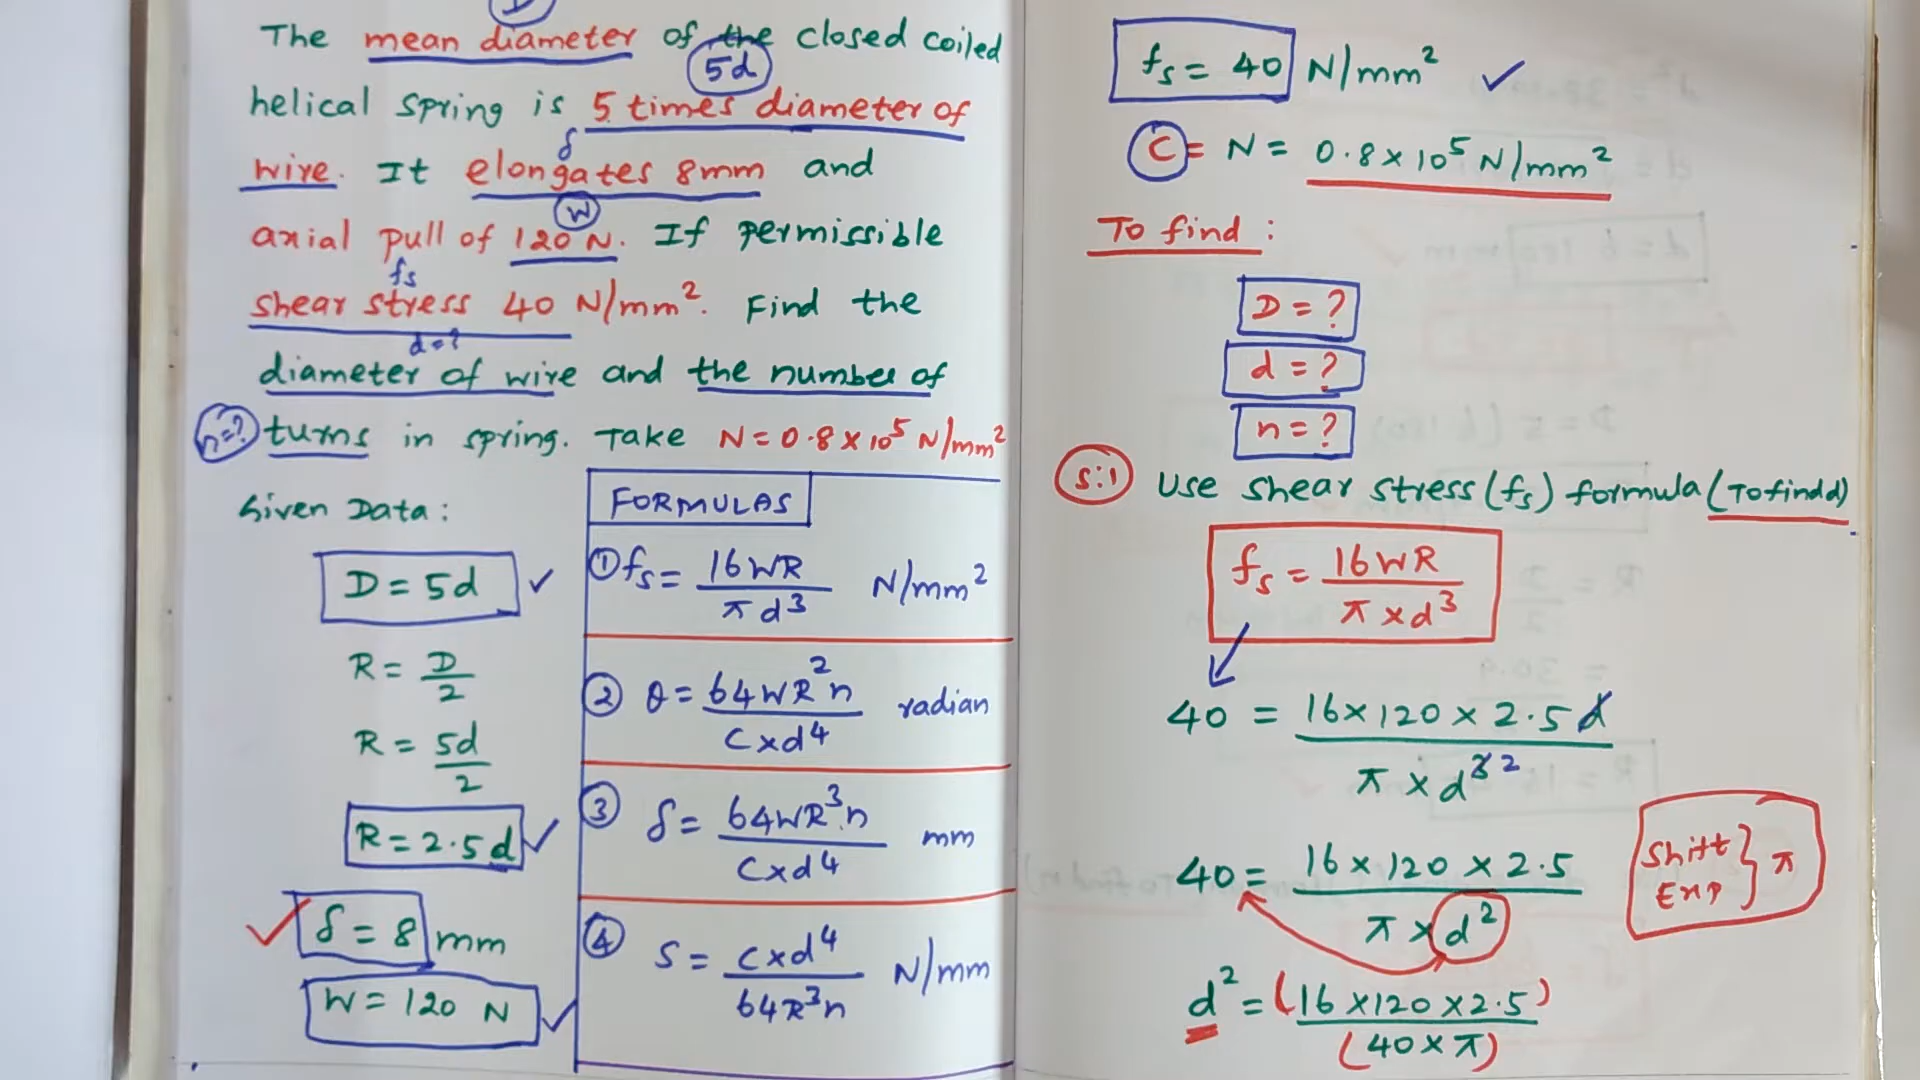 D
The mean diameter of the closed coiled
5d
helical spring is 5 times diameter of
δ
wire. It elongates 8mm and
W
axial pull of 120 N. If permissible
fs
shear stress 40 N/mm². Find the
d=?
diameter of wire and the number of
n=? turns in spring. Take N=0.8×10⁵ N/mm²
Given Data:
D = 5d
R = D/2
R = 5d/2
R = 2.5d
δ = 8 mm
W = 120 N
FORMULAS
① fs = 16WR / πd³ N/mm²
② θ = 64WR²n / C×d⁴ radian
③ δ = 64WR³n / C×d⁴ mm
④ S = C×d⁴ / 64R³n N/mm
fs = 40 N/mm²
C = N = 0.8×10⁵ N/mm²
To find:
D = ?
d = ?
n = ?
S:1 Use shear stress (fs) formula (To find d)
fs = 16WR / π×d³
40 = 16×120×2.5d / π×d³ 2
40 = 16×120×2.5 / π×d²
Shift
Exp } π
d² = (16×120×2.5) / (40×π)